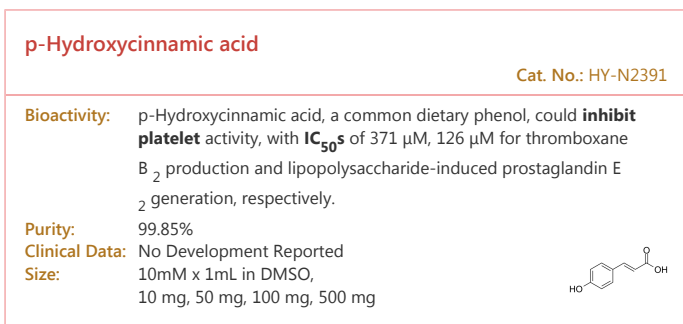 p-Hydroxycinnamic acid
Cat. No.: HY-N2391
Bioactivity: p-Hydroxycinnamic acid, a common dietary phenol, could inhibit
platelet activity, with IC50s of 371 μM, 126 μM for thromboxane
B 2 production and lipopolysaccharide-induced prostaglandin E
2 generation, respectively.
Purity: 99.85%
Clinical Data: No Development Reported
Size: 10mM x 1mL in DMSO,
10 mg, 50 mg, 100 mg, 500 mg
O
OH
HO